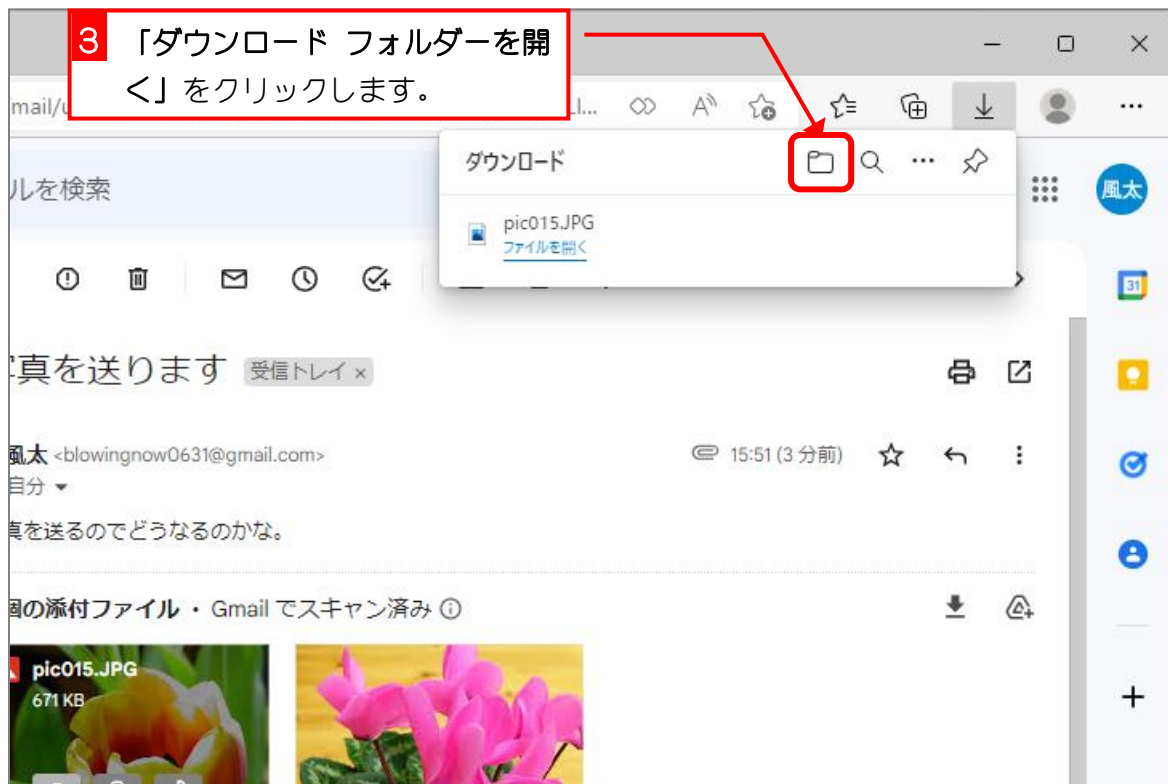 3 「ダウンロード フォルダーを開
く」をクリックします。
mail/u
ダウンロード
ルを検索
風太
pic015.JPG
ファイルを開く
31
真を送ります 受信トレイ ×
風太 <blowingnow0631@gmail.com>
15:51 (3 分前)
自分
真を送るのでどうなるのかな。
個の添付ファイル・Gmail でスキャン済み
pic015.JPG
671 KB